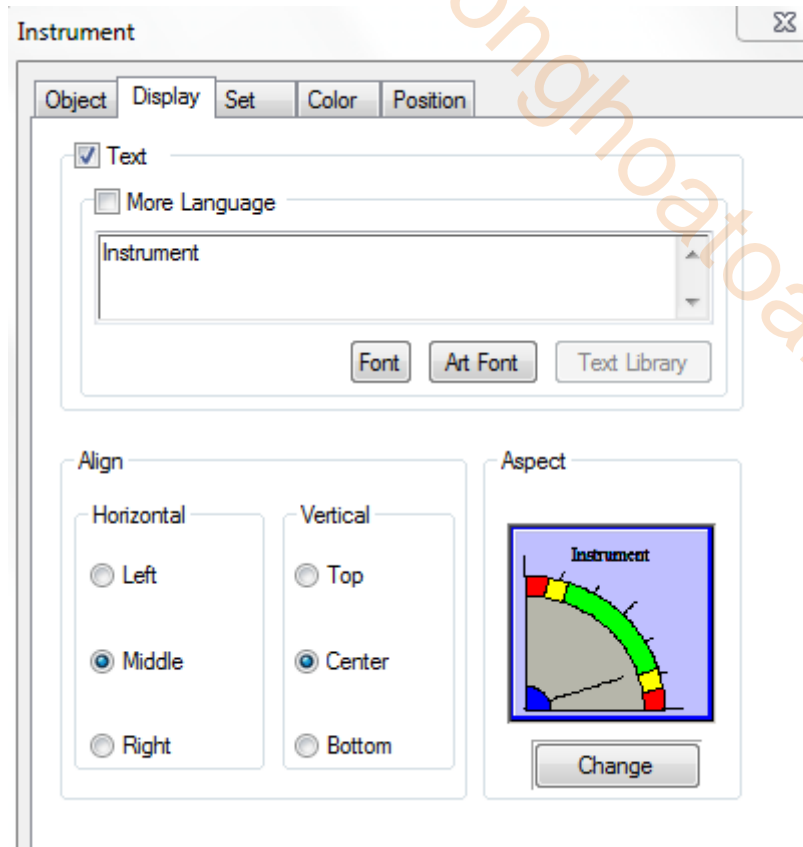 Instrument
Object Display Set Color Position
Text
More Language
Instrument
Font Art Font Text Library
Align
Horizontal
Left
Middle
Right
Vertical
Top
Center
Bottom
Aspect
Instrument
Change